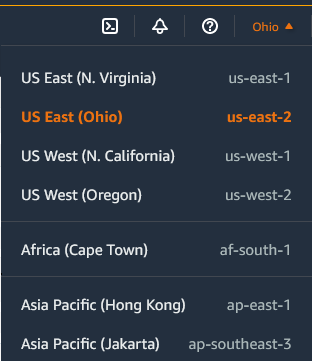 Ohio
US East (N. Virginia) us-east-1
US East (Ohio) us-east-2
US West (N. California) us-west-1
US West (Oregon) us-west-2
Africa (Cape Town) af-south-1
Asia Pacific (Hong Kong) ap-east-1
Asia Pacific (Jakarta) ap-southeast-3